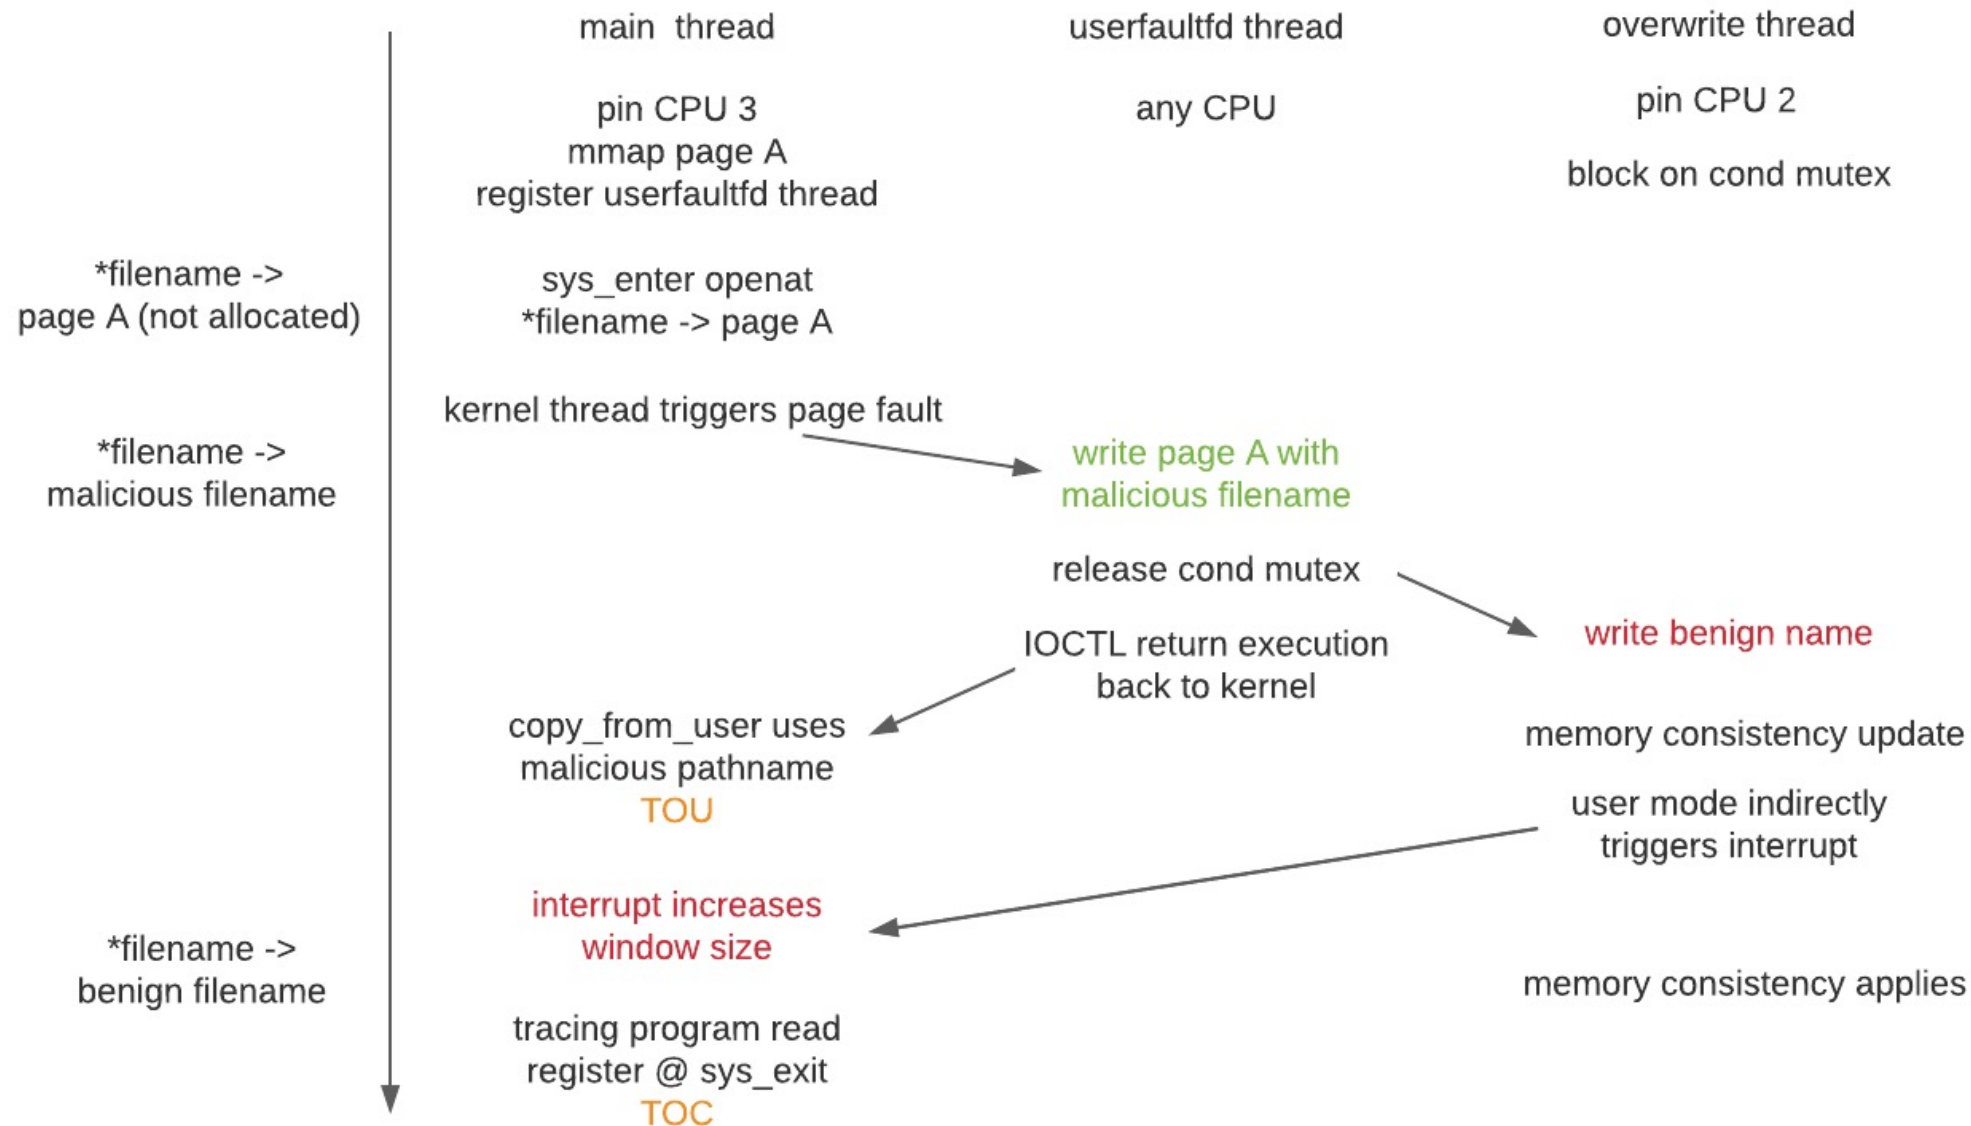 main thread
userfaultfd thread
overwrite thread
pin CPU 3
any CPU
pin CPU 2
mmap page A
register userfaultfd thread
block on cond mutex
*filename ->
page A (not allocated)
sys_enter openat
*filename -> page A
kernel thread triggers page fault
*filename ->
malicious filename
write page A with
malicious filename
release cond mutex
write benign name
IOCTL return execution
back to kernel
copy_from_user uses
malicious pathname
TOU
memory consistency update
user mode indirectly
triggers interrupt
interrupt increases
window size
*filename ->
benign filename
memory consistency applies
tracing program read
register @ sys_exit
TOC